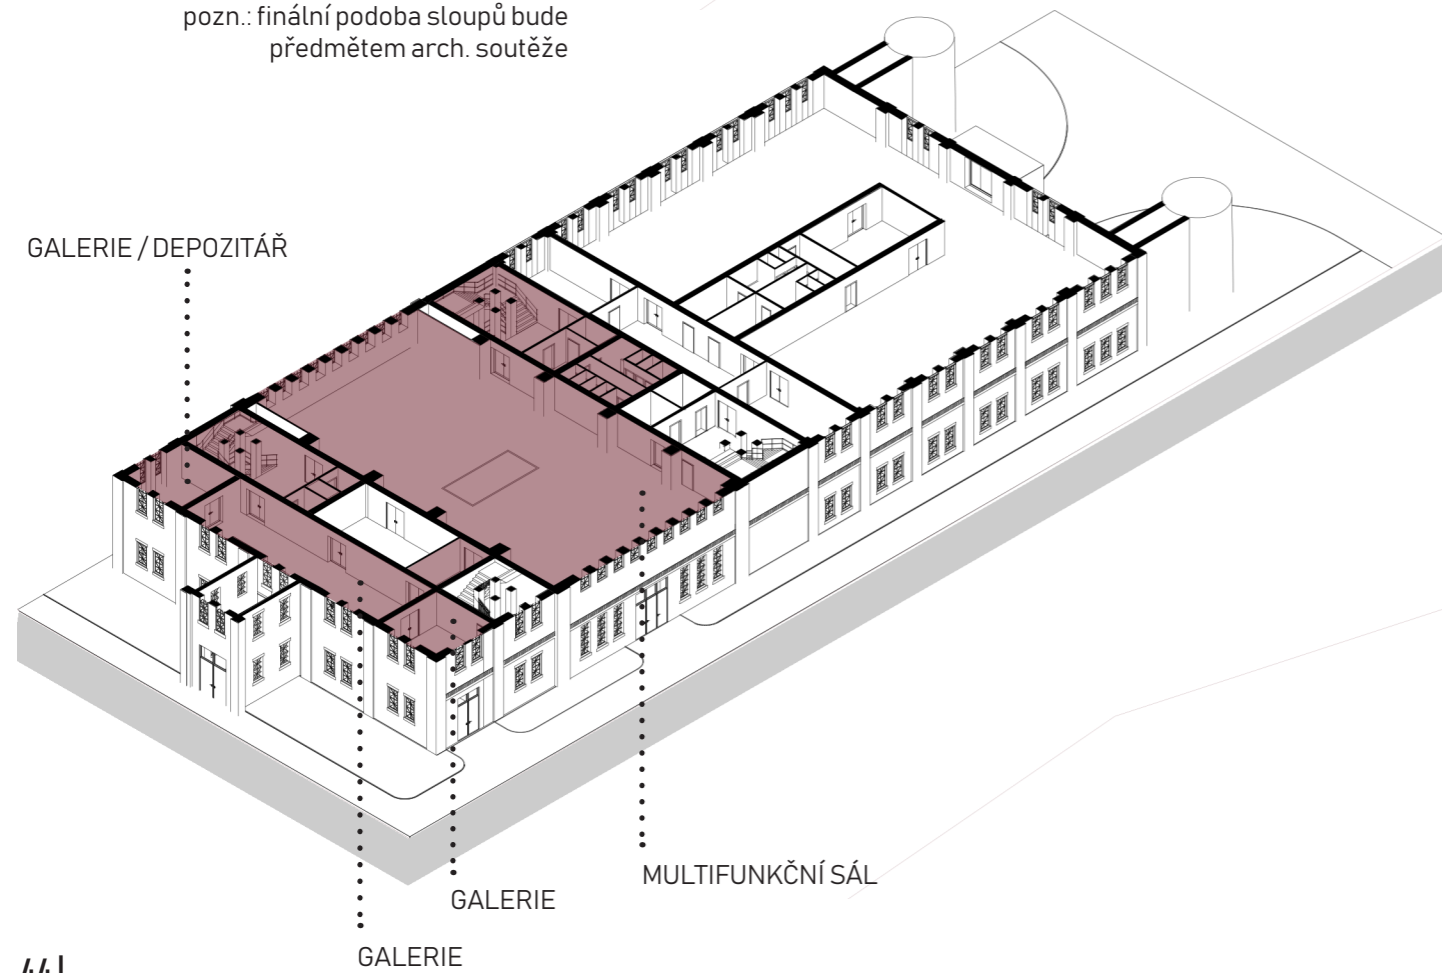 pozn.: finální podoba sloupů bude
předmětem arch. soutěže
GALERIE / DEPOZITÁŘ
MULTIFUNKČNÍ SÁL
GALERIE
GALERIE
44|